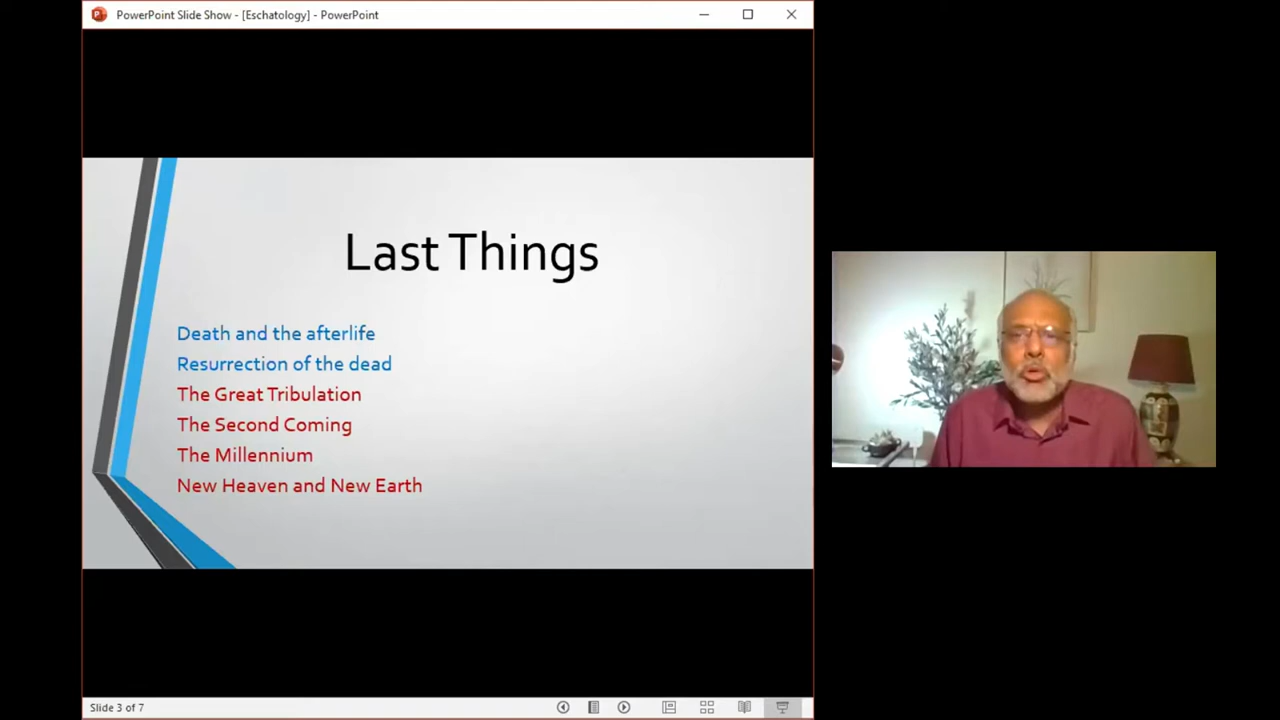 PowerPoint Slide Show - [Eschatology] - PowerPoint
Last Things
Death and the afterlife
Resurrection of the dead
The Great Tribulation
The Second Coming
The Millennium
New Heaven and New Earth
Slide 3 of 7